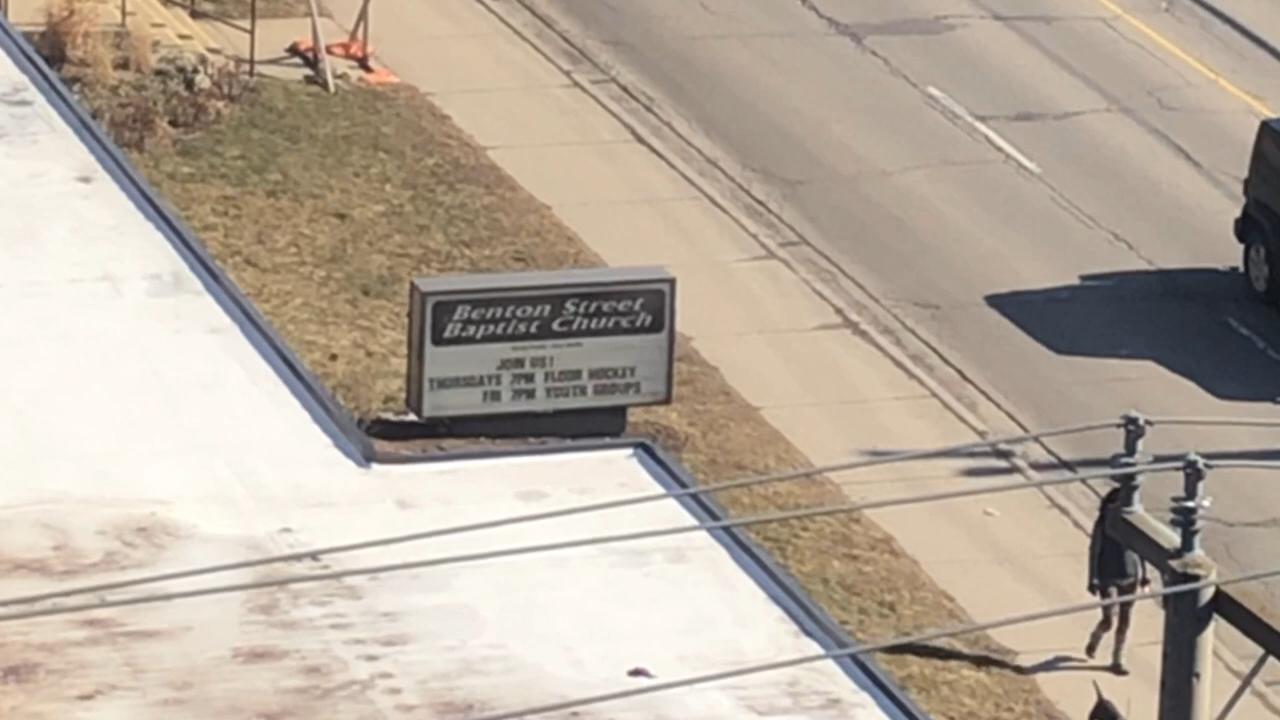 Benton Street
Baptist Church
JOIN US!
THURSDAYS 7PM FLOOR HOCKEY
FRI 7PM YOUTH GROUPS